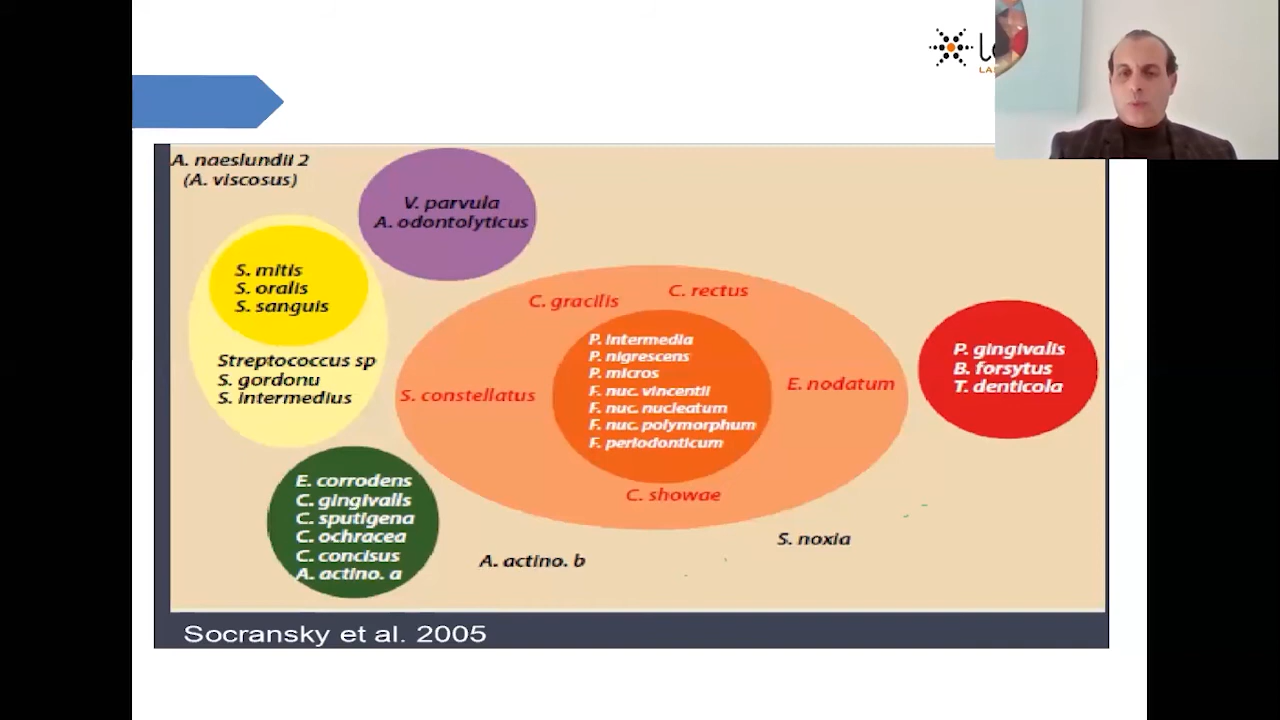 A. naeslundii 2
(A. viscosus)
V. parvula
A. odontolyticus
S. mitis
S. oralis
S. sanguis
Streptococcus sp
S. gordonu
S. intermedius
E. corrodens
C. gingivalis
C. sputigena
C. ochracea
C. concisus
A. actino. a
C. gracilis
C. rectus
S. constellatus
E. nodatum
C. showae
P. intermedia
P. nigrescens
P. micros
F. nuc. vincentii
F. nuc. nucleatum
F. nuc. polymorphum
F. periodonticum
P. gingivalis
B. forsytus
T. denticola
A. actino. b
S. noxia
Socransky et al. 2005